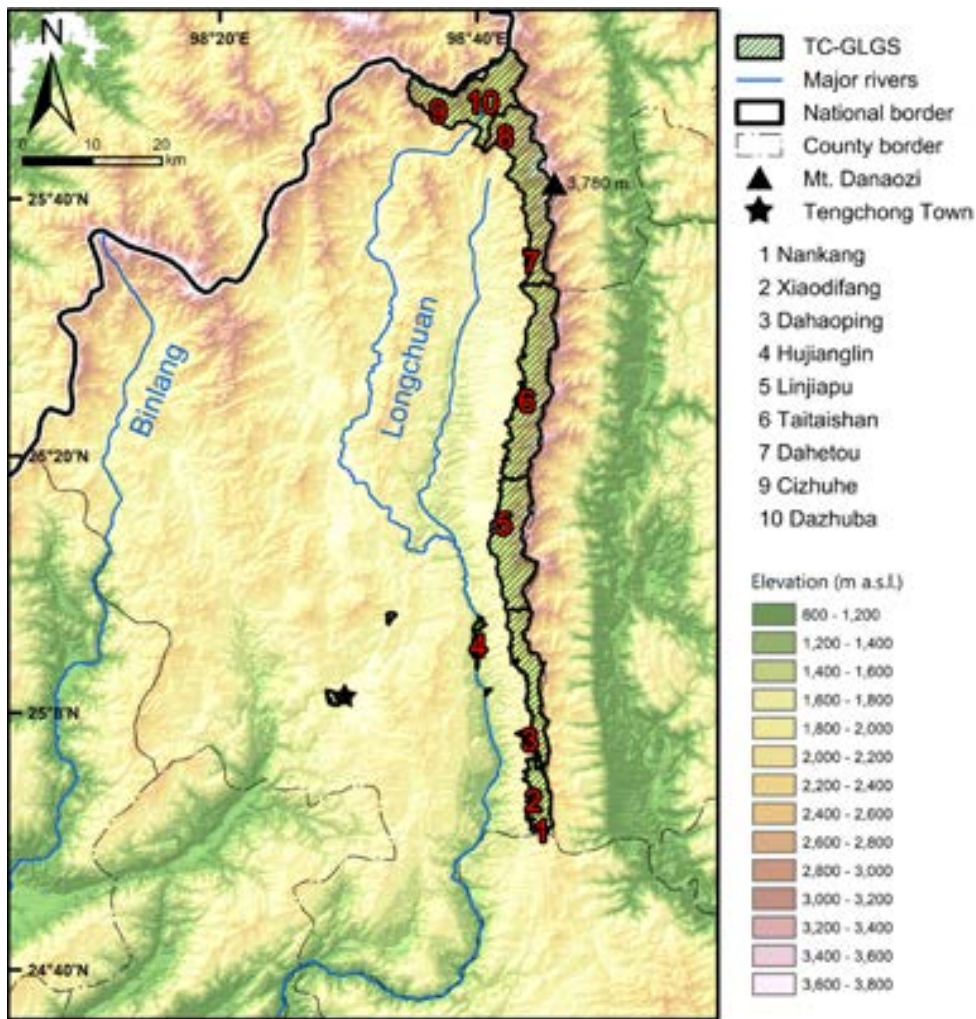 N
98°20'E
98°40'E
0 10 20
km
25°40'N
25°20'N
25°8'N
24°40'N
3,780 m
Binlang
Longchuan
9
10
8
7
6
5
4
3
2
1
TC-GLGS
Major rivers
National border
County border
Mt. Danaozi
Tengchong Town
1 Nankang
2 Xiaodifang
3 Dahaoping
4 Hujianglin
5 Linjiapu
6 Taitaishan
7 Dahetou
9 Cizhuhe
10 Dazhuba
Elevation (m a.s.l.)
800 - 1,200
1,200 - 1,400
1,400 - 1,600
1,600 - 1,800
1,800 - 2,000
2,000 - 2,200
2,200 - 2,400
2,400 - 2,600
2,600 - 2,800
2,800 - 3,000
3,000 - 3,200
3,200 - 3,400
3,400 - 3,600
3,600 - 3,800